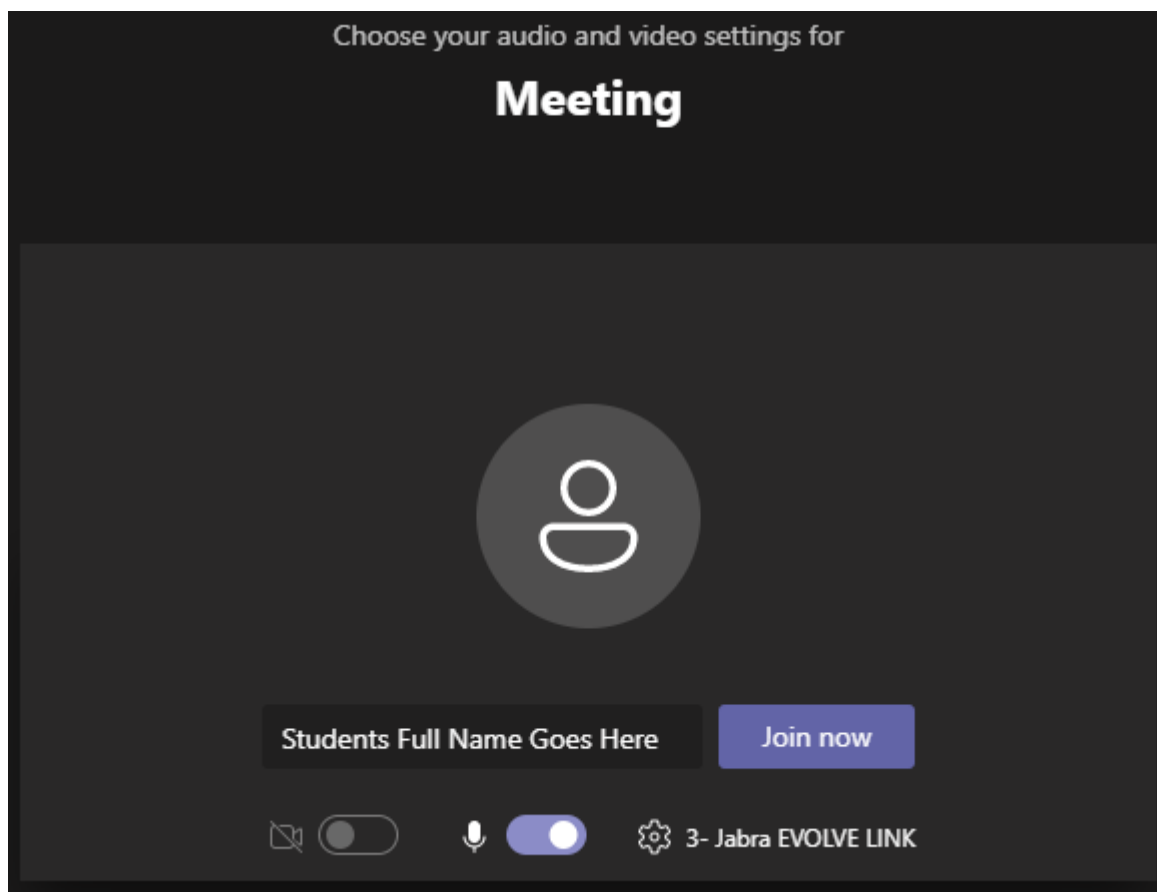 Choose your audio and video settings for
Meeting
Students Full Name Goes Here
Join now
3- Jabra EVOLVE LINK